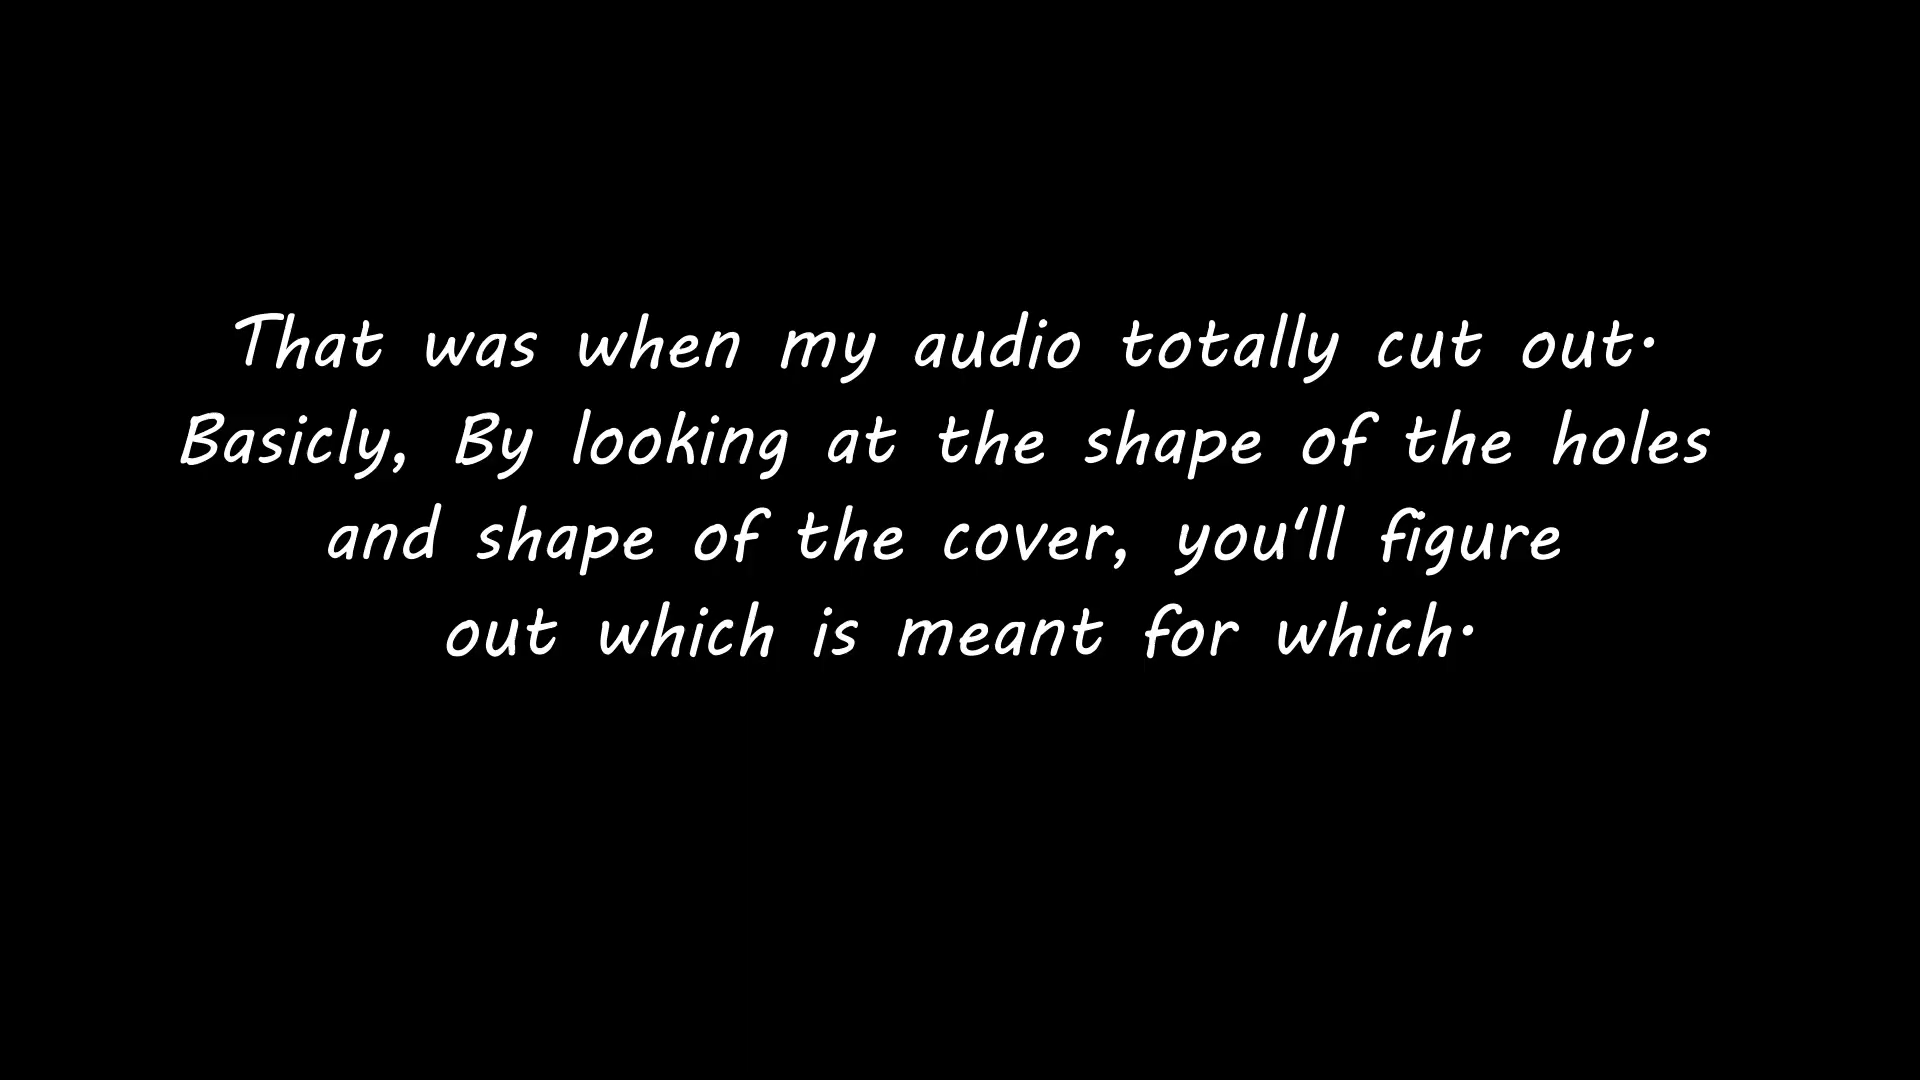 That was when my audio totally cut out.
Basicly, By looking at the shape of the holes
and shape of the cover, you'll figure
out which is meant for which.